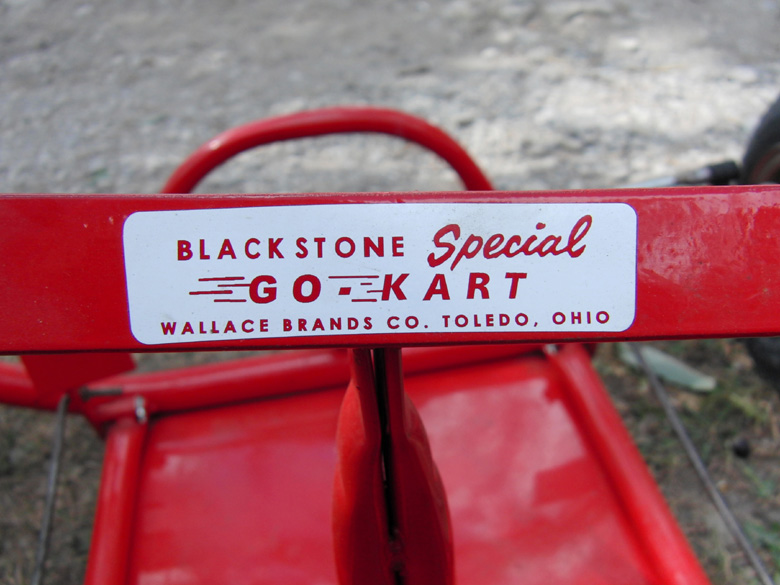 BLACKSTONE Special
GO-KART
WALLACE BRANDS CO. TOLEDO, OHIO